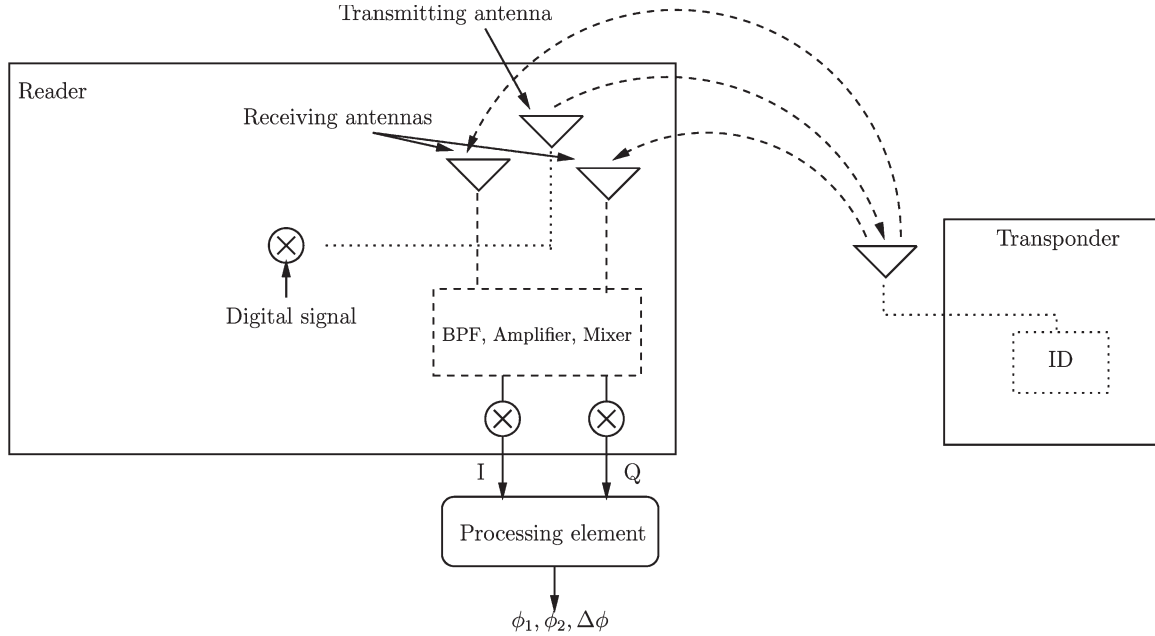 Transmitting antenna
Reader
Receiving antennas
Transponder
Digital signal
BPF, Amplifier, Mixer
ID
I
Q
Processing element
ϕ₁, ϕ₂, Δϕ